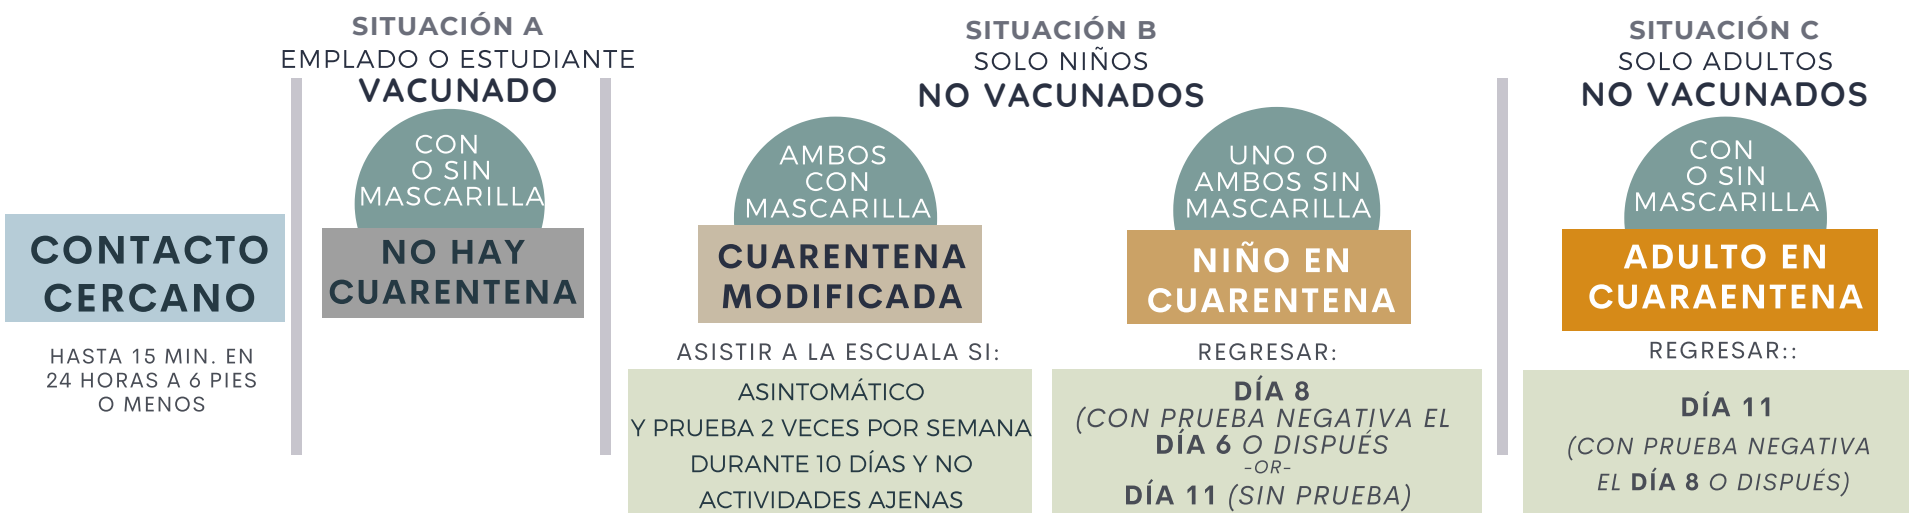 CONTACTO
CERCANO
HASTA 15 MIN. EN
24 HORAS A 6 PIES
O MENOS
SITUACIÓN A
EMPLADO O ESTUDIANTE
VACUNADO
CON
O SIN
MASCARILLA
NO HAY
CUARENTENA
SITUACIÓN B
SOLO NIÑOS
NO VACUNADOS
AMBOS
CON
MASCARILLA
CUARENTENA
MODIFICADA
ASISTIR A LA ESCUALA SI:
ASINTOMÁTICO
Y PRUEBA 2 VECES POR SEMANA
DURANTE 10 DÍAS Y NO
ACTIVIDADES AJENAS
UNO O
AMBOS SIN
MASCARILLA
NIÑO EN
CUARENTENA
REGRESAR:
DÍA 8
(CON PRUEBA NEGATIVA EL
DÍA 6 O DISPUÉS
-OR-
DÍA 11 (SIN PRUEBA)
SITUACIÓN C
SOLO ADULTOS
NO VACUNADOS
CON
O SIN
MASCARILLA
ADULTO EN
CUARAENTENA
REGRESAR::
DÍA 11
(CON PRUEBA NEGATIVA
EL DÍA 8 O DISPUÉS)